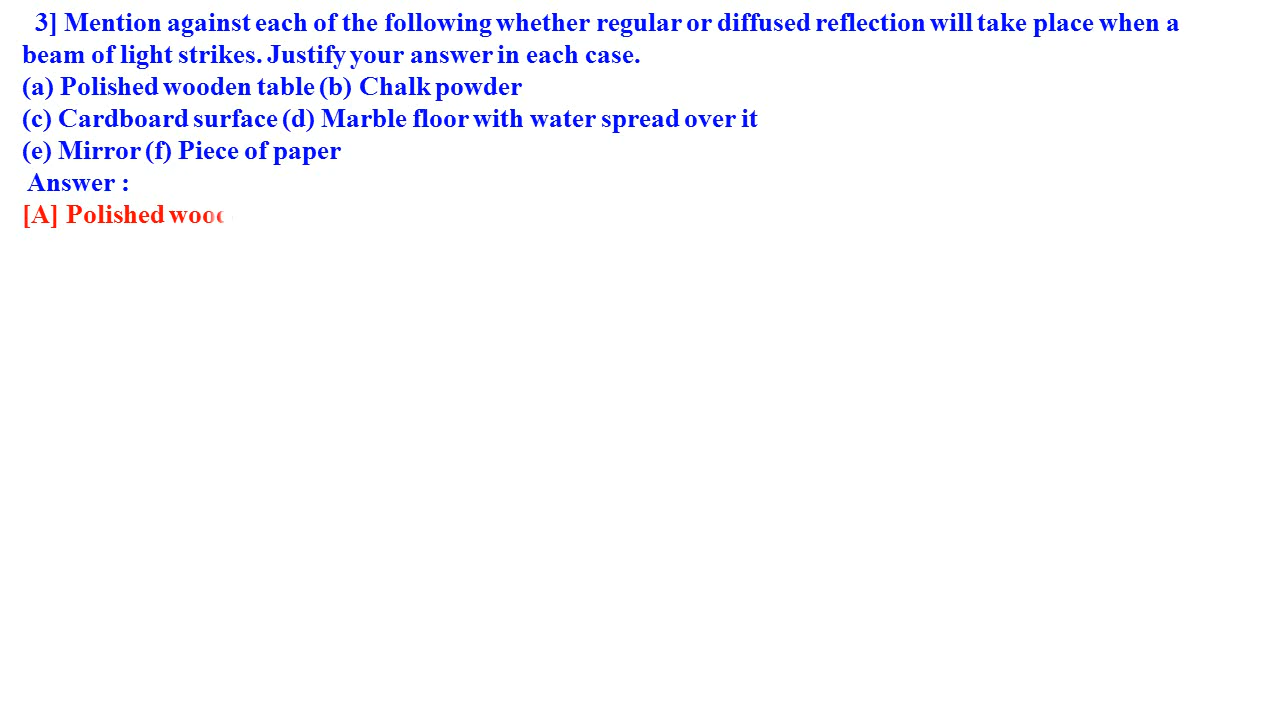 3] Mention against each of the following whether regular or diffused reflection will take place when a
beam of light strikes. Justify your answer in each case.
(a) Polished wooden table (b) Chalk powder
(c) Cardboard surface (d) Marble floor with water spread over it
(e) Mirror (f) Piece of paper
Answer :
[A] Polished